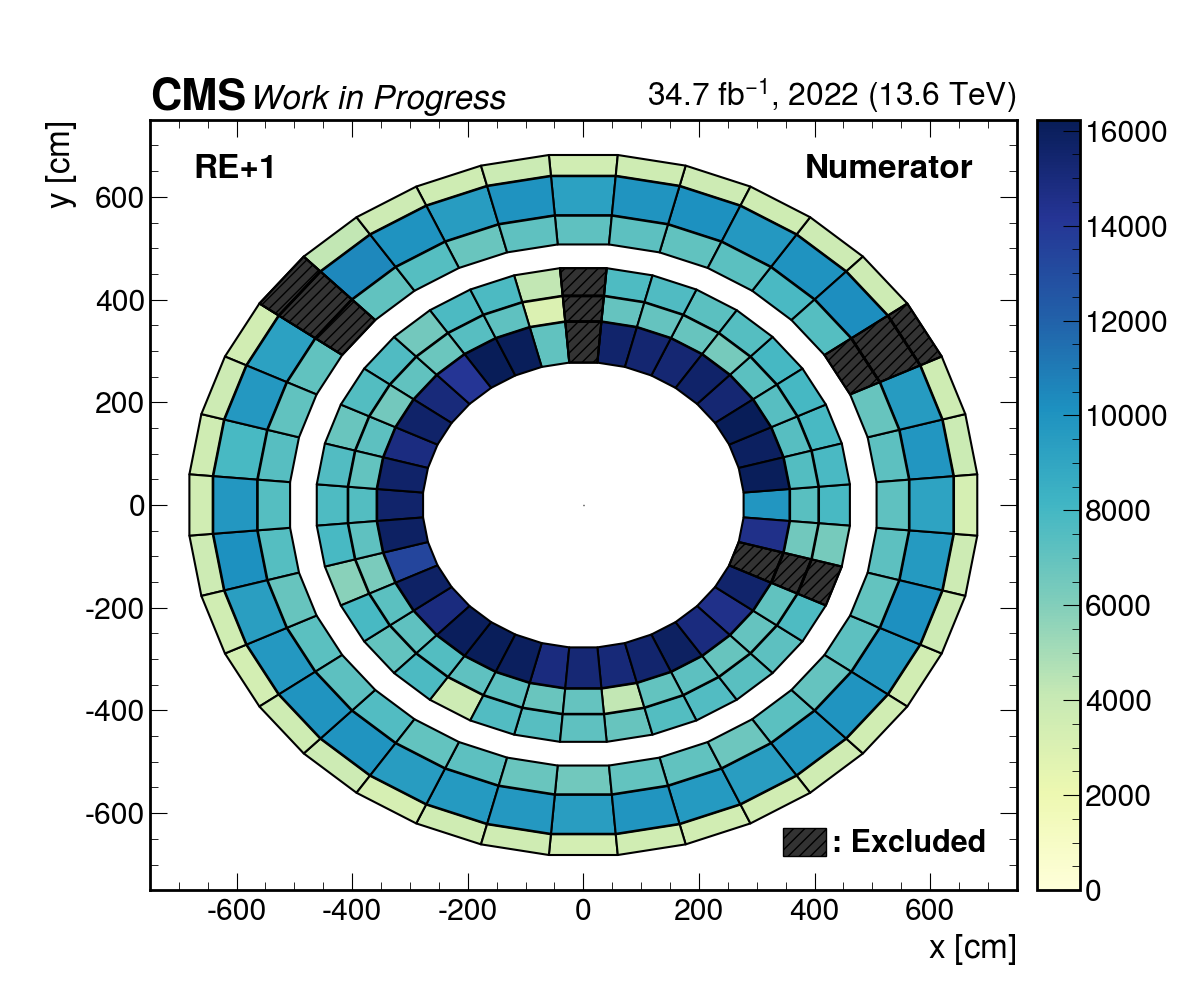 CMS Work in Progress 34.7 fb⁻¹, 2022 (13.6 TeV)
y [cm]
RE+1 Numerator
600
400
200
0
-200
-400
-600
: Excluded
-600 -400 -200 0 200 400 600
x [cm]
16000
14000
12000
10000
8000
6000
4000
2000
0